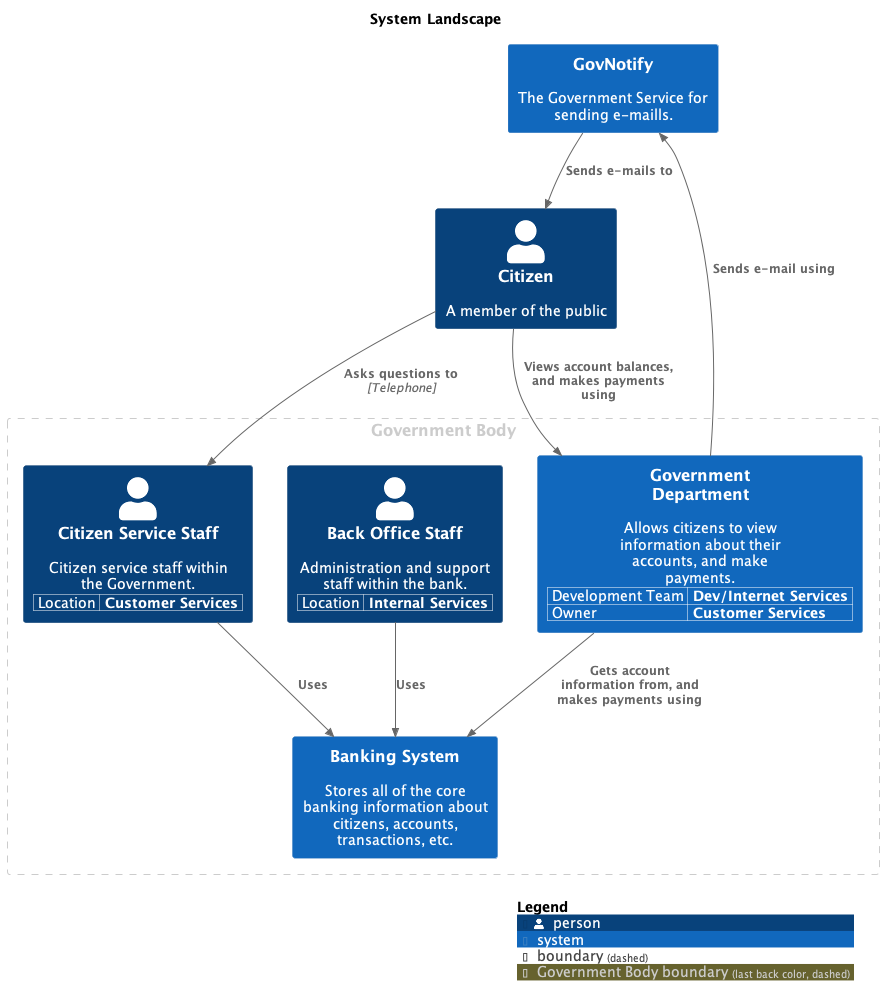 System Landscape
GovNotify
The Government Service for
sending e-maills.
Sends e-mails to
Citizen
A member of the public
Sends e-mail using
Asks questions to
[Telephone]
Views account balances,
and makes payments
using
Government Body
Citizen Service Staff
Citizen service staff within
the Government.
Location Customer Services
Back Office Staff
Administration and support
staff within the bank.
Location Internal Services
Government
Department
Allows citizens to view
information about their
accounts, and make
payments.
Development Team Dev/Internet Services
Owner Customer Services
Uses
Uses
Gets account
information from, and
makes payments using
Banking System
Stores all of the core
banking information about
citizens, accounts,
transactions, etc.
Legend
person
system
boundary (dashed)
Government Body boundary (last back color, dashed)